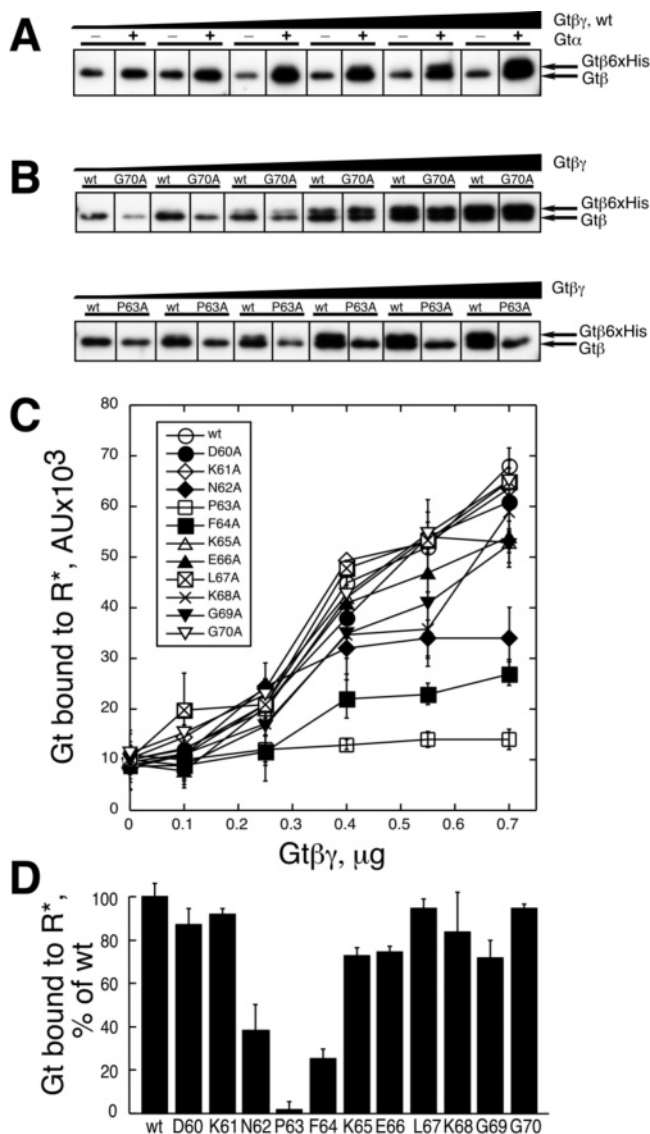 A
Gtβγ, wt
− + − + − + − + − + − +
Gtα
Gtβ6xHis
Gtβ
B
Gtβγ
wt G70A wt G70A wt G70A wt G70A wt G70A wt G70A
Gtβ6xHis
Gtβ
Gtβγ
wt P63A wt P63A wt P63A wt P63A wt P63A wt P63A
Gtβ6xHis
Gtβ
C
Gt bound to R*, AUx10³
80
70
60
50
40
30
20
10
0
wt
D60A
K61A
N62A
P63A
F64A
K65A
E66A
L67A
K68A
G69A
G70A
0 0.1 0.2 0.3 0.4 0.5 0.6 0.7
Gtβγ, μg
D
Gt bound to R*,
% of wt
100
80
60
40
20
0
wt D60 K61 N62 P63 F64 K65 E66 L67 K68 G69 G70